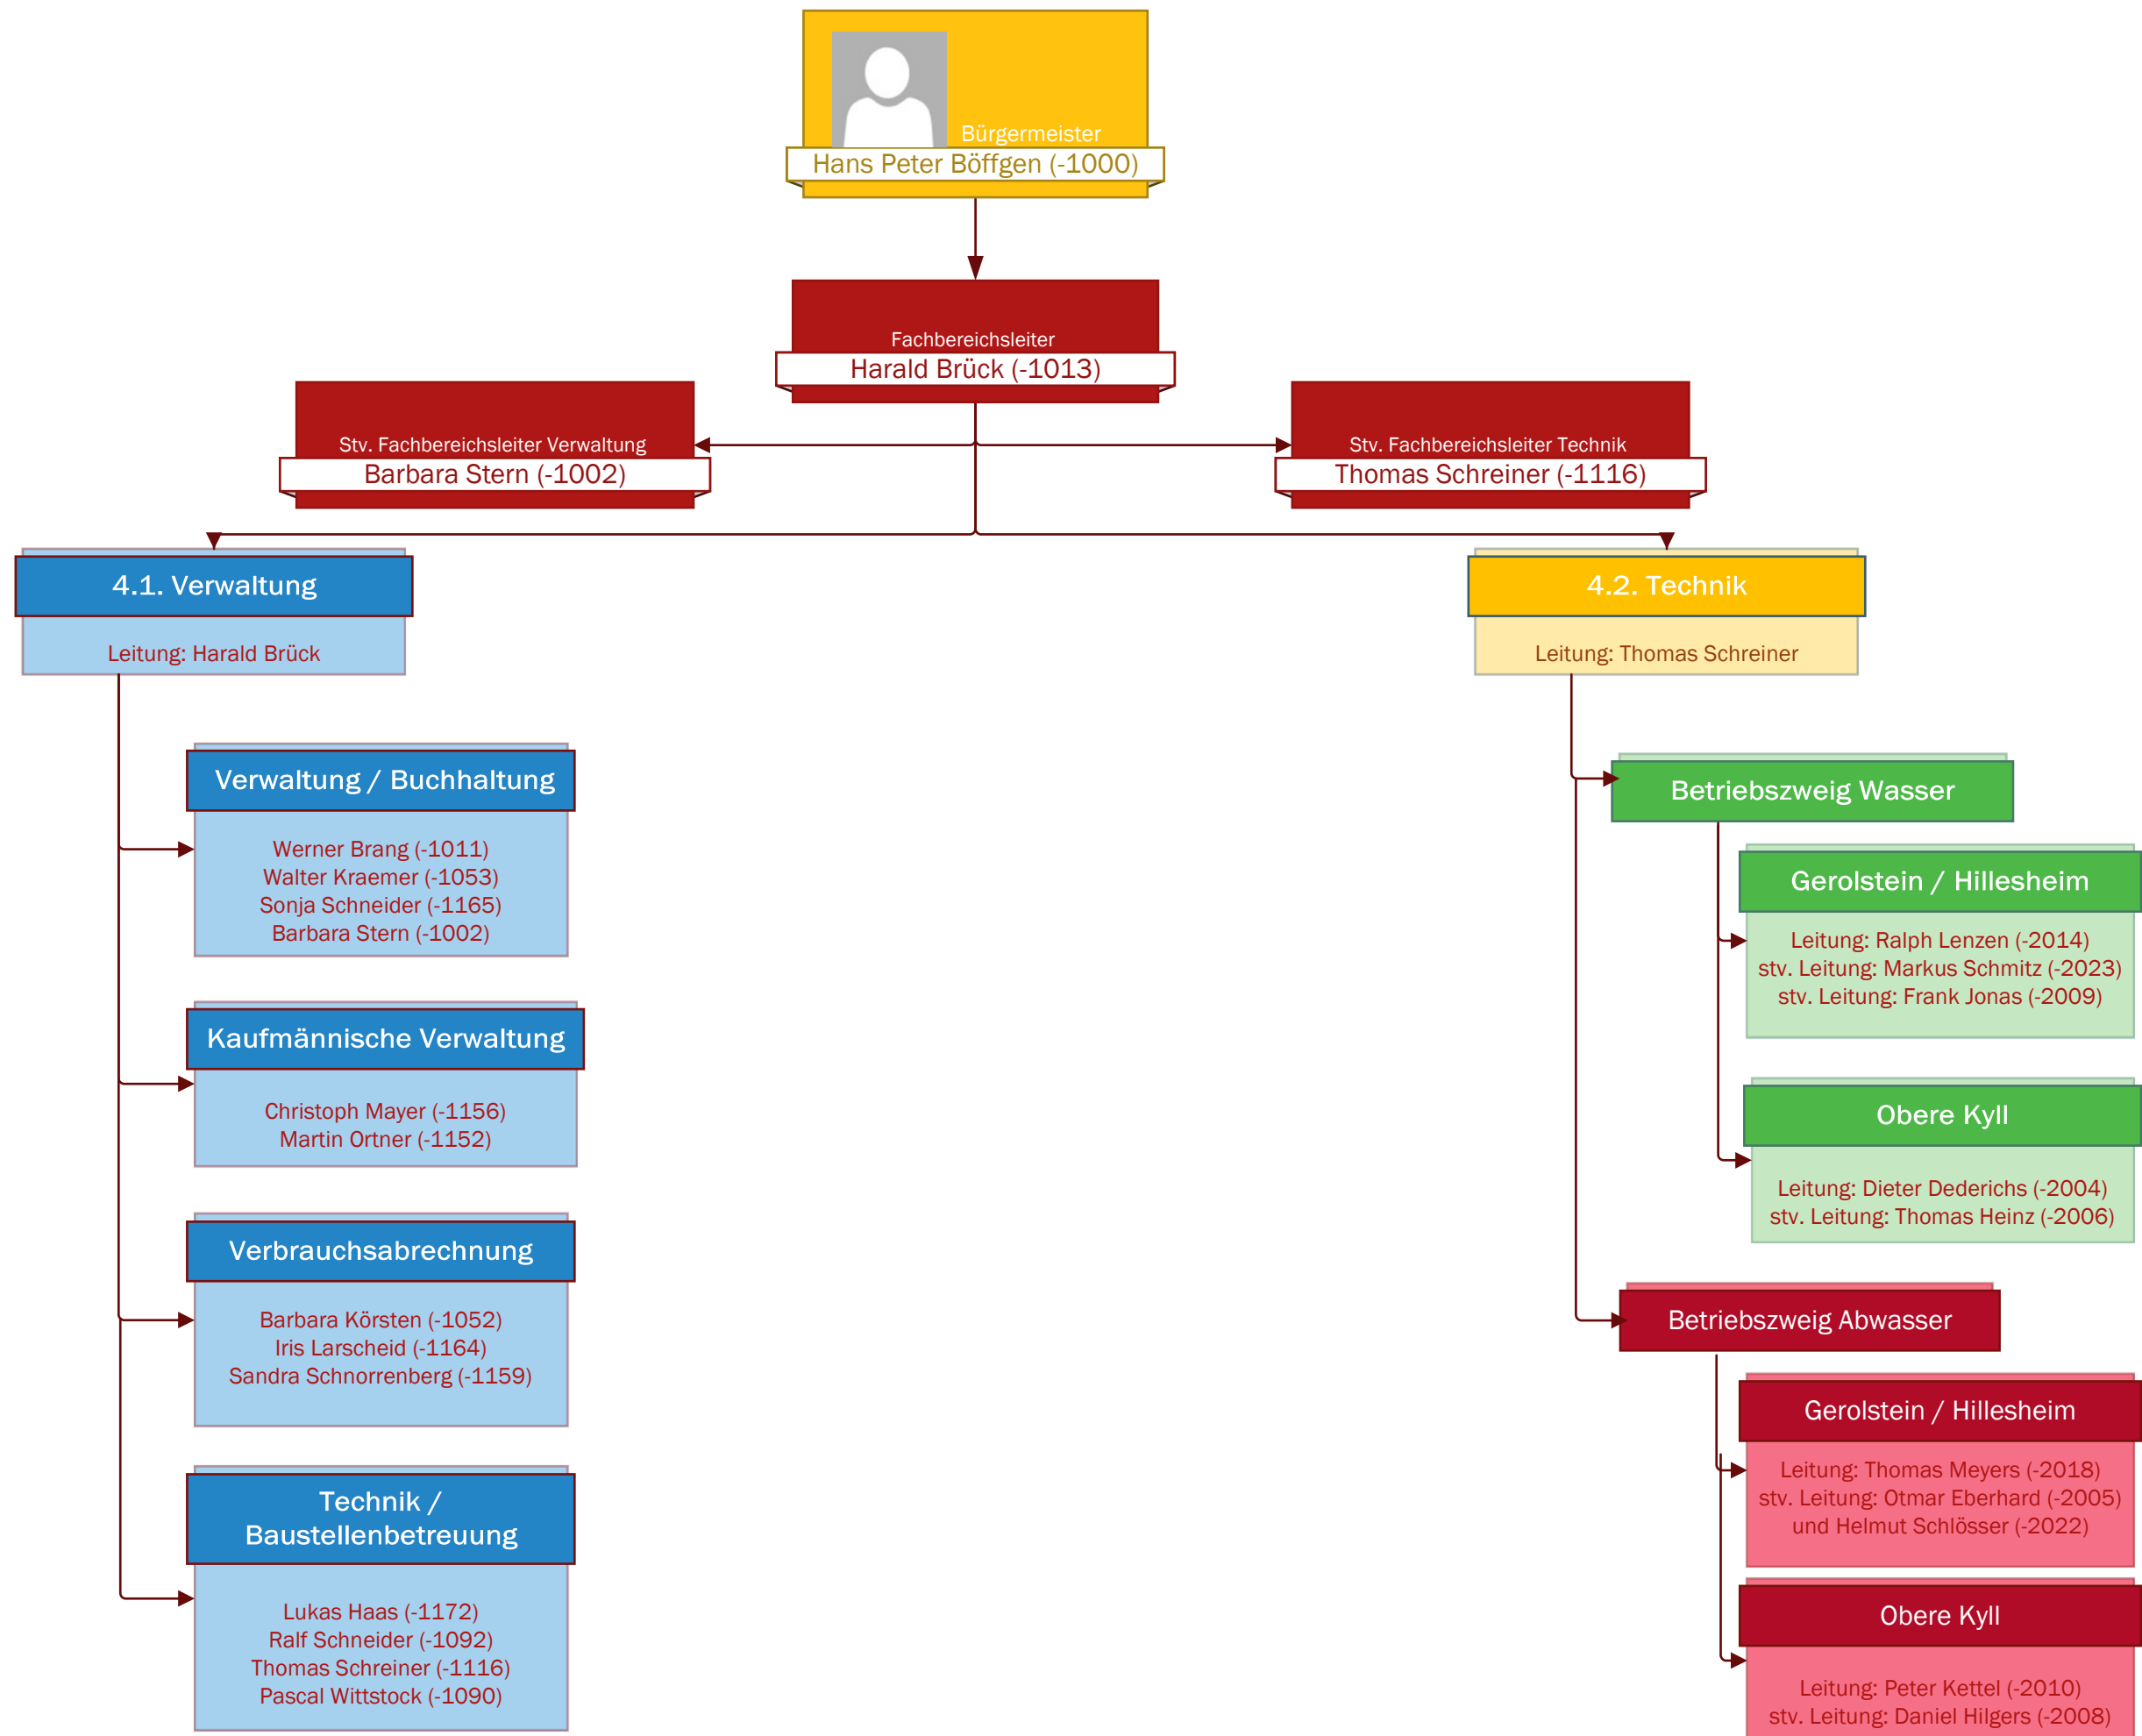 Bürgermeister
Hans Peter Böffgen (-1000)
Fachbereichsleiter
Harald Brück (-1013)
Stv. Fachbereichsleiter Verwaltung
Barbara Stern (-1002)
Stv. Fachbereichsleiter Technik
Thomas Schreiner (-1116)
4.1. Verwaltung
Leitung: Harald Brück
Verwaltung / Buchhaltung
Werner Brang (-1011)
Walter Kraemer (-1053)
Sonja Schneider (-1165)
Barbara Stern (-1002)
Kaufmännische Verwaltung
Christoph Mayer (-1156)
Martin Ortner (-1152)
Verbrauchsabrechnung
Barbara Körsten (-1052)
Iris Larscheid (-1164)
Sandra Schnorrenberg (-1159)
Technik /
Baustellenbetreuung
Lukas Haas (-1172)
Ralf Schneider (-1092)
Thomas Schreiner (-1116)
Pascal Wittstock (-1090)
4.2. Technik
Leitung: Thomas Schreiner
Betriebszweig Wasser
Gerolstein / Hillesheim
Leitung: Ralph Lenzen (-2014)
stv. Leitung: Markus Schmitz (-2023)
stv. Leitung: Frank Jonas (-2009)
Obere Kyll
Leitung: Dieter Dederichs (-2004)
stv. Leitung: Thomas Heinz (-2006)
Betriebszweig Abwasser
Gerolstein / Hillesheim
Leitung: Thomas Meyers (-2018)
stv. Leitung: Otmar Eberhard (-2005)
und Helmut Schlösser (-2022)
Obere Kyll
Leitung: Peter Kettel (-2010)
stv. Leitung: Daniel Hilgers (-2008)